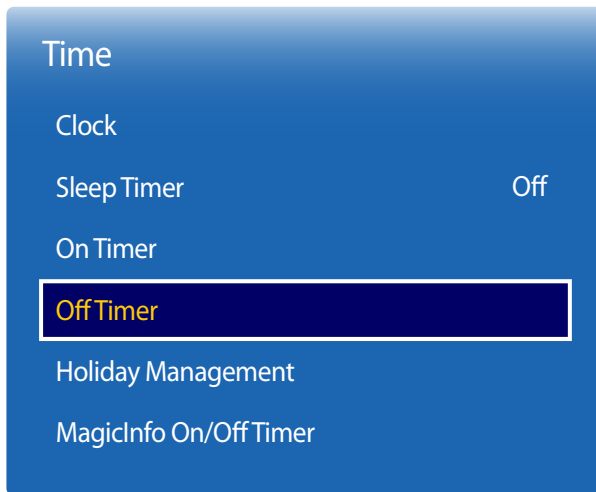 Time
Clock
Sleep Timer Off
On Timer
Off Timer
Holiday Management
MagicInfo On/Off Timer